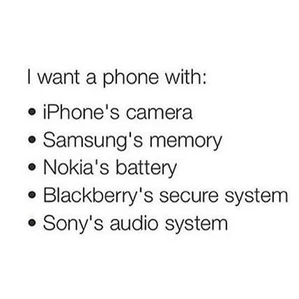 I want a phone with:
• iPhone's camera
• Samsung's memory
• Nokia's battery
• Blackberry's secure system
• Sony's audio system